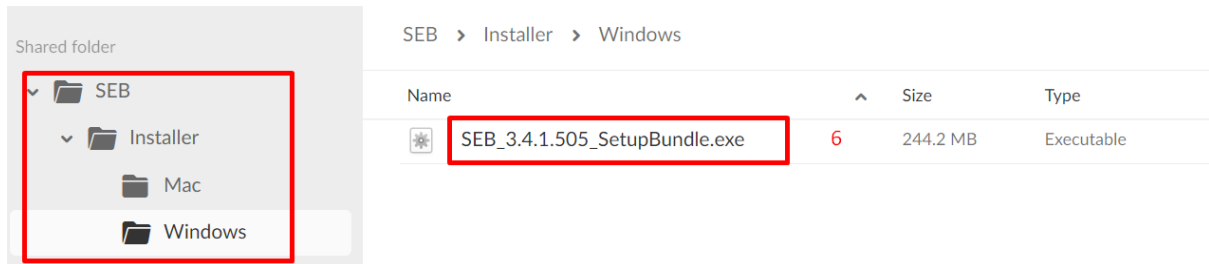 Shared folder
SEB
Installer
Mac
Windows
SEB > Installer > Windows
Name Size Type
SEB_3.4.1.505_SetupBundle.exe 6 244.2 MB Executable